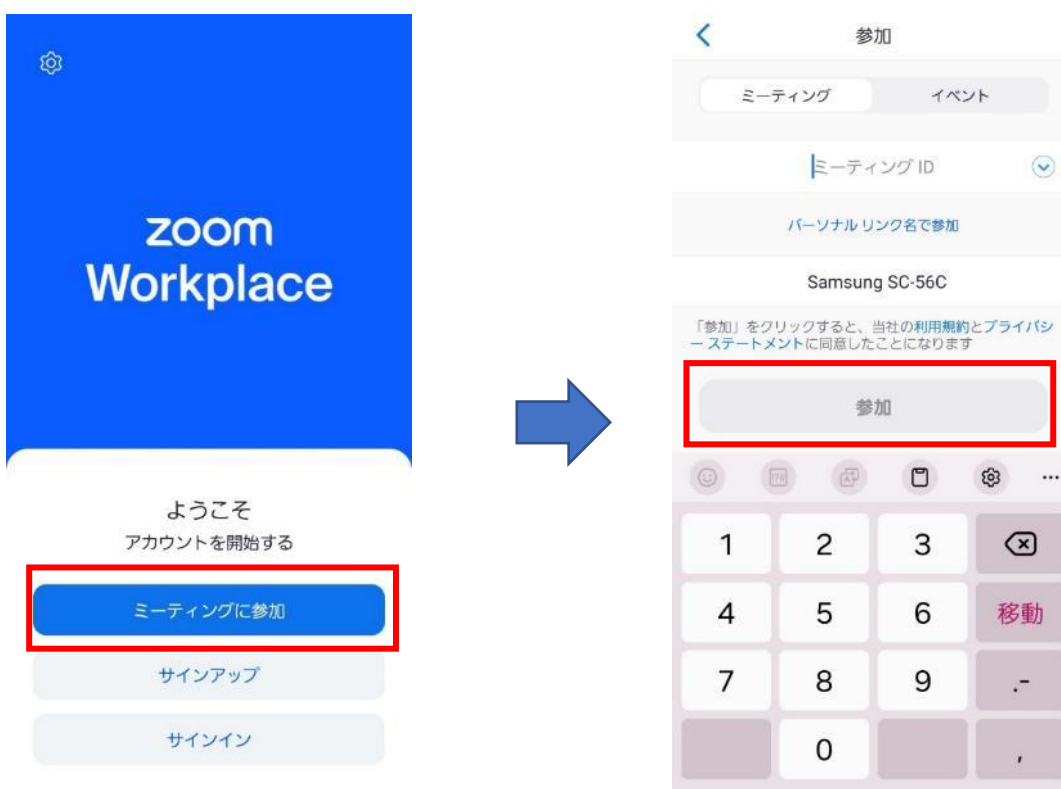 zoom
Workplace
ようこそ
アカウントを開始する
ミーティングに参加
サインアップ
サインイン
参加
ミーティング イベント
ミーティング ID
パーソナル リンク名で参加
Samsung SC-56C
「参加」をクリックすると、当社の利用規約とプライバシ
ー ステートメントに同意したことになります
参加
1 2 3
4 5 6 移動
7 8 9 .-
0 ,